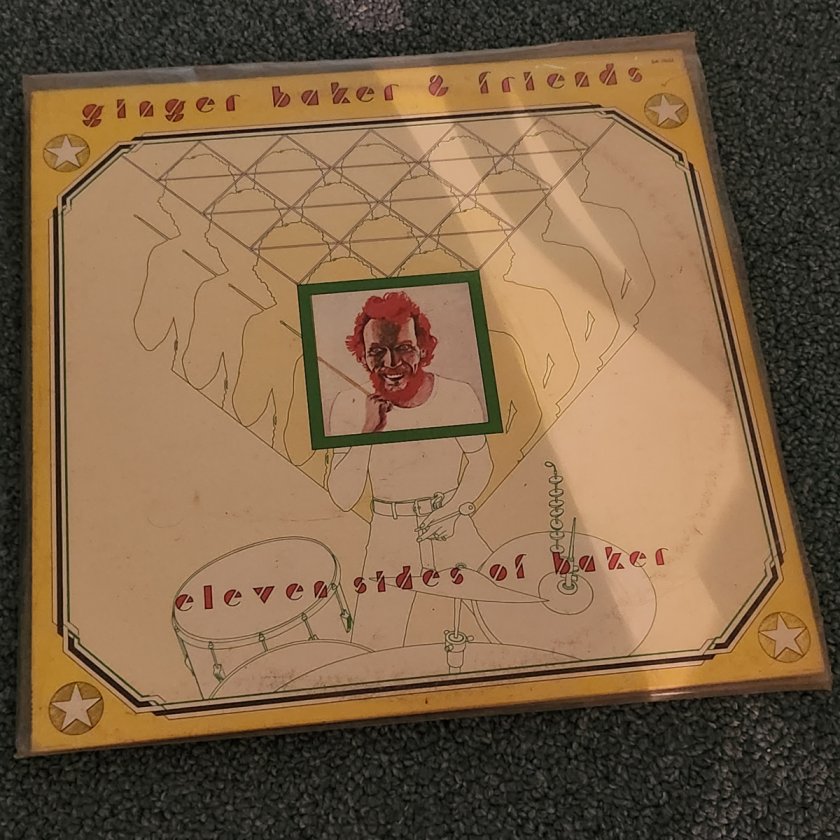 ginger baker & friends
eleven sides of baker